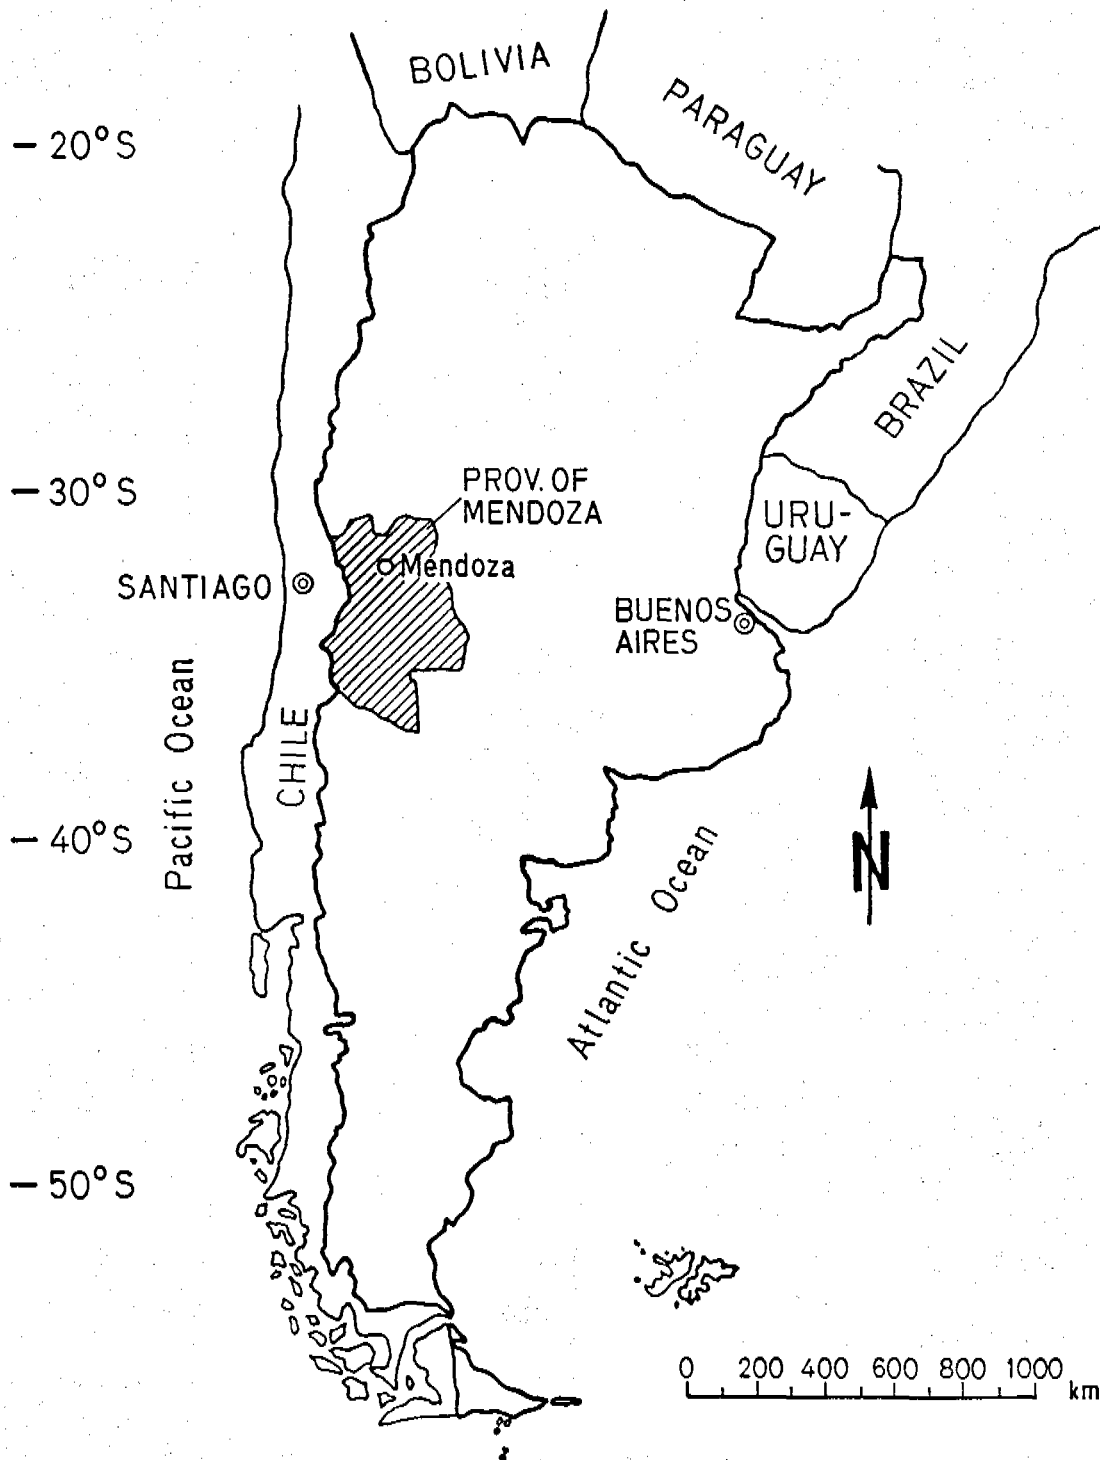 BOLIVIA
PARAGUAY
– 20°S
BRAZIL
– 30°S
PROV. OF
MENDOZA
URU-
GUAY
Mendoza
SANTIAGO
BUENOS
AIRES
Pacific Ocean
CHILE
– 40°S
Atlantic Ocean
N
– 50°S
0 200 400 600 800 1000
km